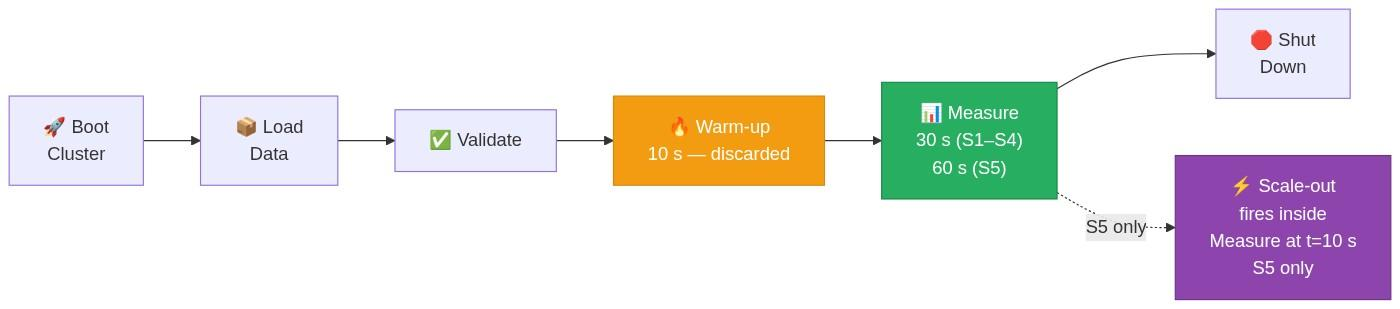 🚀 Boot
Cluster
📦 Load
Data
✅ Validate
🔥 Warm-up
10 s — discarded
📊 Measure
30 s (S1–S4)
60 s (S5)
🛑 Shut
Down
S5 only
⚡ Scale-out
fires inside
Measure at t=10 s
S5 only